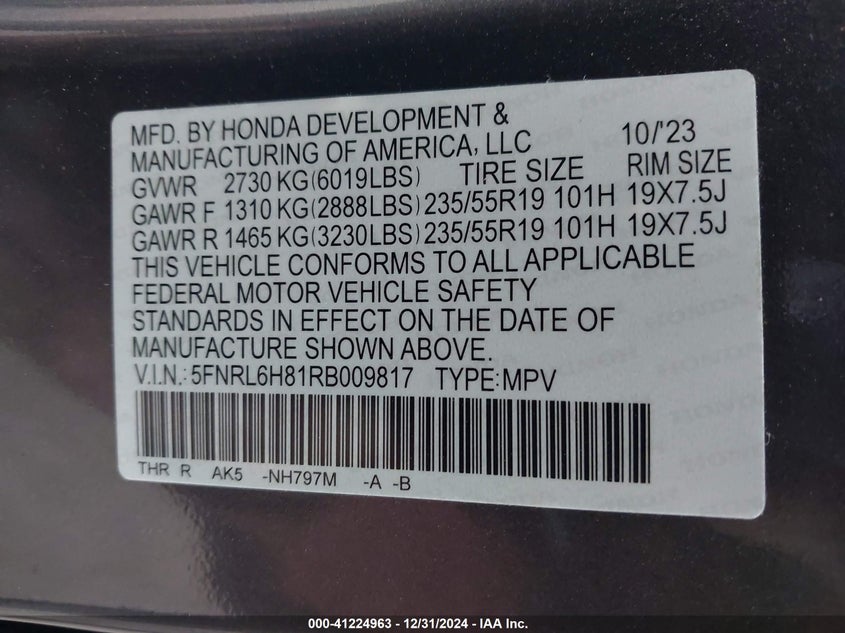 MFD. BY HONDA DEVELOPMENT &
MANUFACTURING OF AMERICA, LLC 10/'23
GVWR 2730 KG(6019LBS) TIRE SIZE RIM SIZE
GAWR F 1310 KG(2888LBS) 235/55R19 101H 19X7.5J
GAWR R 1465 KG(3230LBS) 235/55R19 101H 19X7.5J
THIS VEHICLE CONFORMS TO ALL APPLICABLE
FEDERAL MOTOR VEHICLE SAFETY
STANDARDS IN EFFECT ON THE DATE OF
MANUFACTURE SHOWN ABOVE.
V.I.N.: 5FNRL6H81RB009817 TYPE:MPV
THR R AK5 -NH797M -A -B
000-41224963 - 12/31/2024 - IAA Inc.